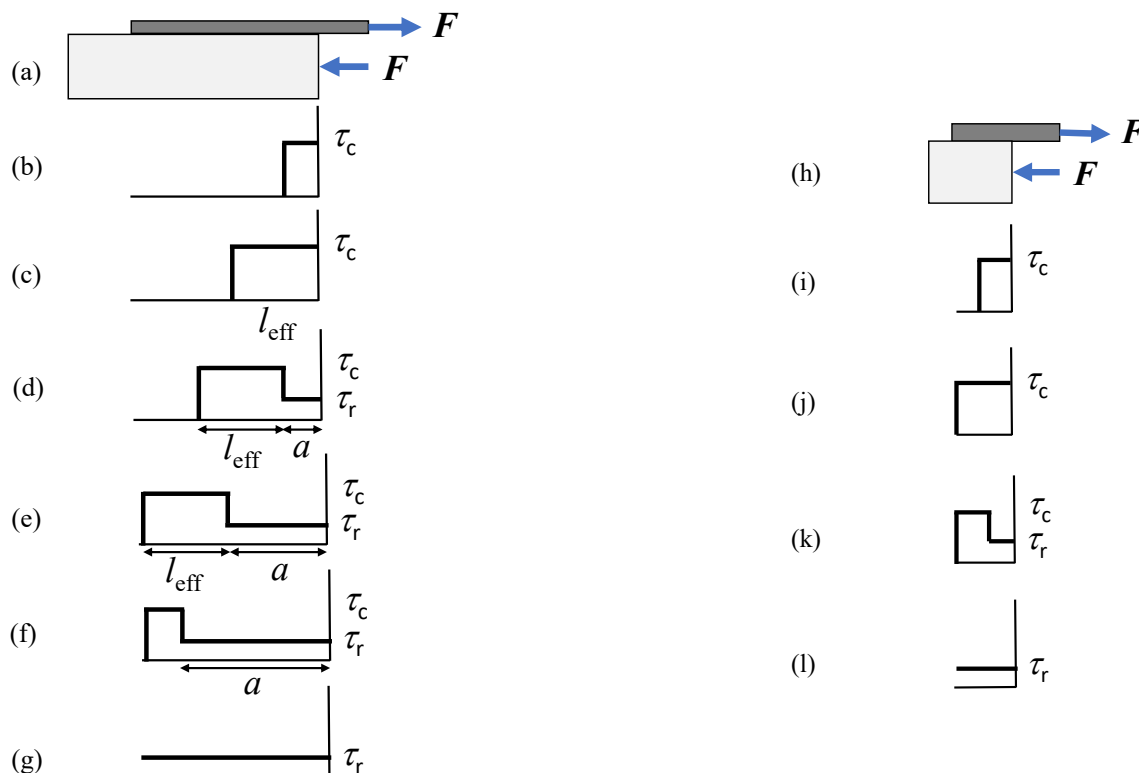 F
(a)
F
(b)
τc
(c)
τc
leff
(d)
τc
τr
leff
a
(e)
τc
τr
leff
a
(f)
τc
τr
a
(g)
τr
F
(h)
F
(i)
τc
(j)
τc
(k)
τc
τr
(l)
τr